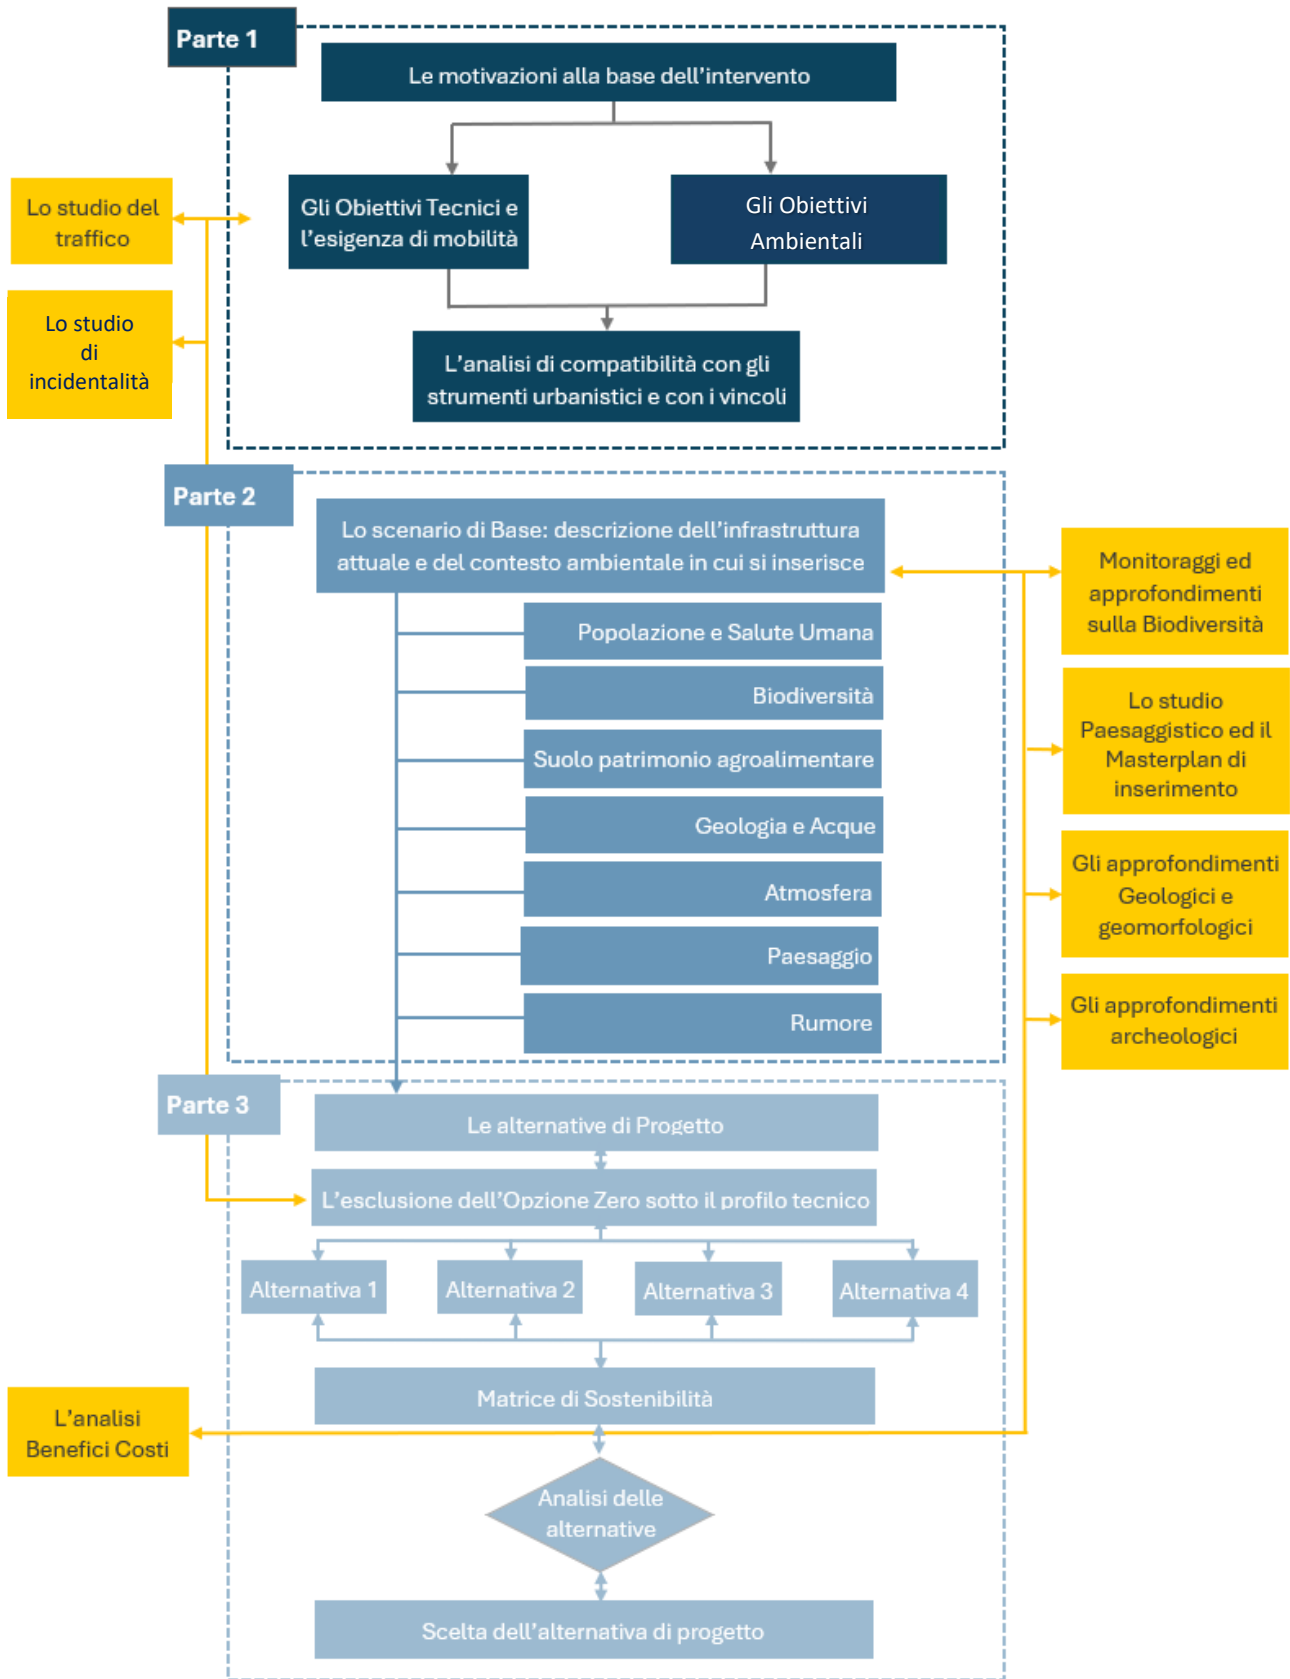 Parte 1
Le motivazioni alla base dell’intervento
Lo studio del
traffico
Gli Obiettivi Tecnici e
l’esigenza di mobilità
Gli Obiettivi
Ambientali
Lo studio
di
incidentalità
L’analisi di compatibilità con gli
strumenti urbanistici e con i vincoli
Parte 2
Lo scenario di Base: descrizione dell’infrastruttura
attuale e del contesto ambientale in cui si inserisce
Popolazione e Salute Umana
Biodiversità
Suolo patrimonio agroalimentare
Geologia e Acque
Atmosfera
Paesaggio
Rumore
Monitoraggi ed
approfondimenti
sulla Biodiversità
Lo studio
Paesaggistico ed il
Masterplan di
inserimento
Gli approfondimenti
Geologici e
geomorfologici
Gli approfondimenti
archeologici
Parte 3
Le alternative di Progetto
L’esclusione dell’Opzione Zero sotto il profilo tecnico
Alternativa 1
Alternativa 2
Alternativa 3
Alternativa 4
Matrice di Sostenibilità
L’analisi
Benefici Costi
Analisi delle
alternative
Scelta dell’alternativa di progetto